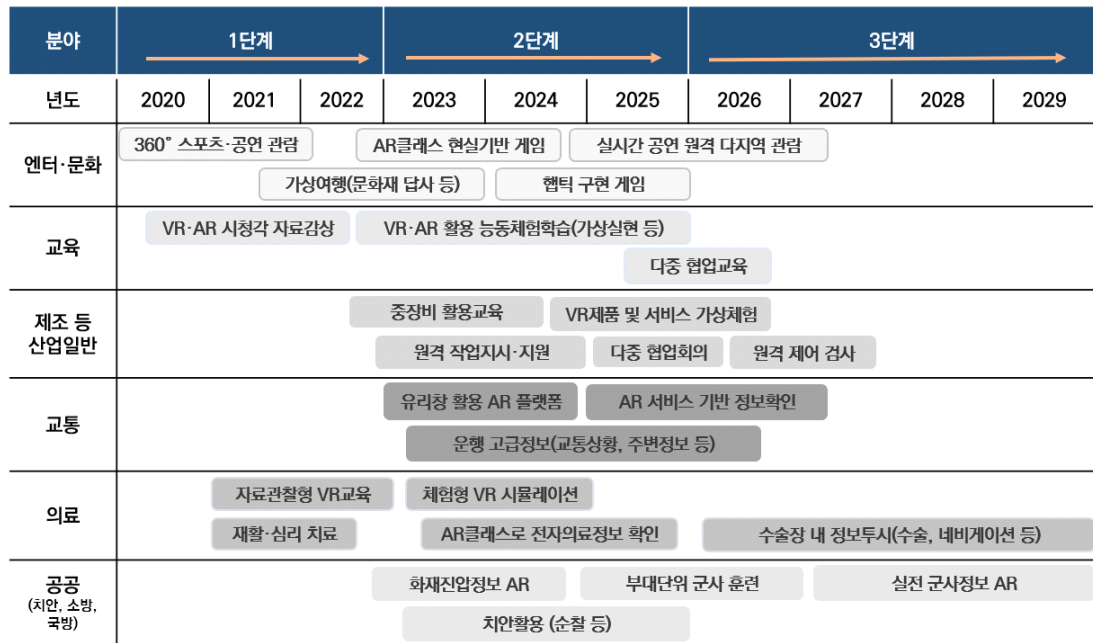 분야 1단계 2단계 3단계
년도 2020 2021 2022 2023 2024 2025 2026 2027 2028 2029
엔터·문화
360° 스포츠·공연 관람 AR클래스 현실기반 게임 실시간 공연 원격 다지역 관람
가상여행(문화재 답사 등) 햅틱 구현 게임
교육
VR·AR 시청각 자료감상 VR·AR 활용 능동체험학습(가상실현 등)
다중 협업교육
제조 등
산업일반
중장비 활용교육 VR제품 및 서비스 가상체험
원격 작업지시·지원 다중 협업회의 원격 제어 검사
교통
유리창 활용 AR 플랫폼 AR 서비스 기반 정보확인
운행 고급정보(교통상황, 주변정보 등)
의료
자료관찰형 VR교육 체험형 VR 시뮬레이션
재활·심리 치료 AR클래스로 전자의료정보 확인 수술장 내 정보투시(수술, 네비게이션 등)
공공
(치안, 소방,
국방)
화재진압정보 AR 부대단위 군사 훈련 실전 군사정보 AR
치안활용 (순찰 등)